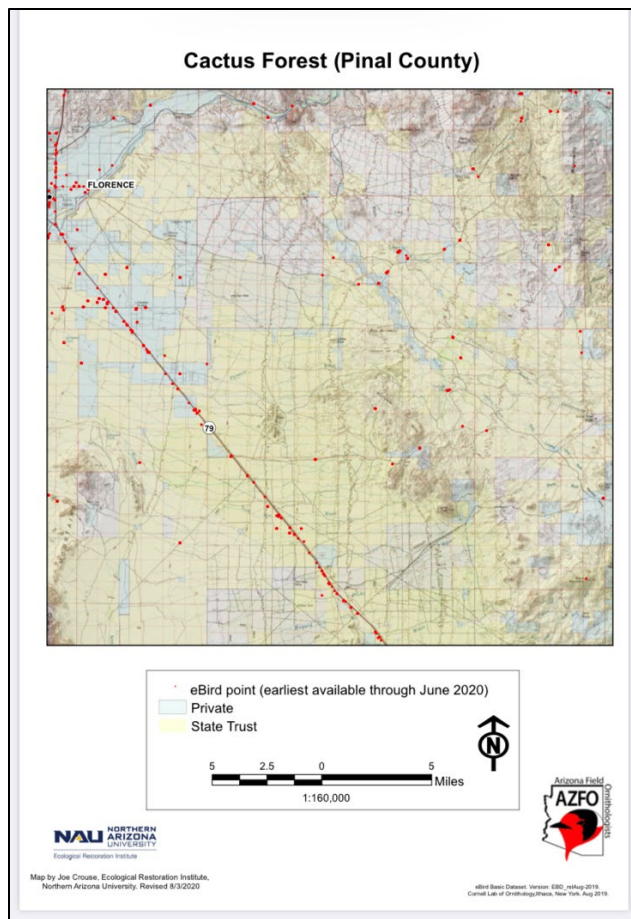 Cactus Forest (Pinal County)
FLORENCE
79
eBird point (earliest available through June 2020)
Private
State Trust
5 2.5 0 5
Miles
1:160,000
N
NAU NORTHERN
ARIZONA
UNIVERSITY
Ecological Restoration Institute
Arizona Field
Ornithologists
AZFO
Map by Joe Crouse, Ecological Restoration Institute,
Northern Arizona University. Revised 8/3/2020
eBird Basic Dataset. Version: EBD_relAug-2019.
Cornell Lab of Ornithology,Ithaca, New York. Aug 2019.